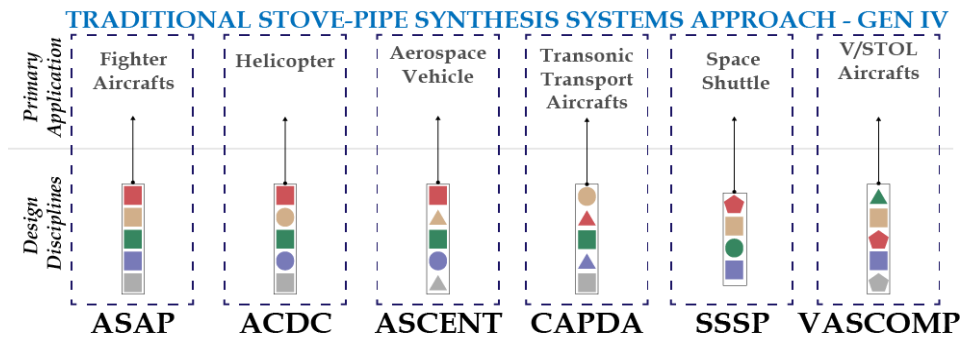 TRADITIONAL STOVE-PIPE SYNTHESIS SYSTEMS APPROACH - GEN IV
Primary
Application
Fighter
Aircrafts
Helicopter
Aerospace
Vehicle
Transonic
Transport
Aircrafts
Space
Shuttle
V/STOL
Aircrafts
Design
Disciplines
ASAP
ACDC
ASCENT
CAPDA
SSSP
VASCOMP